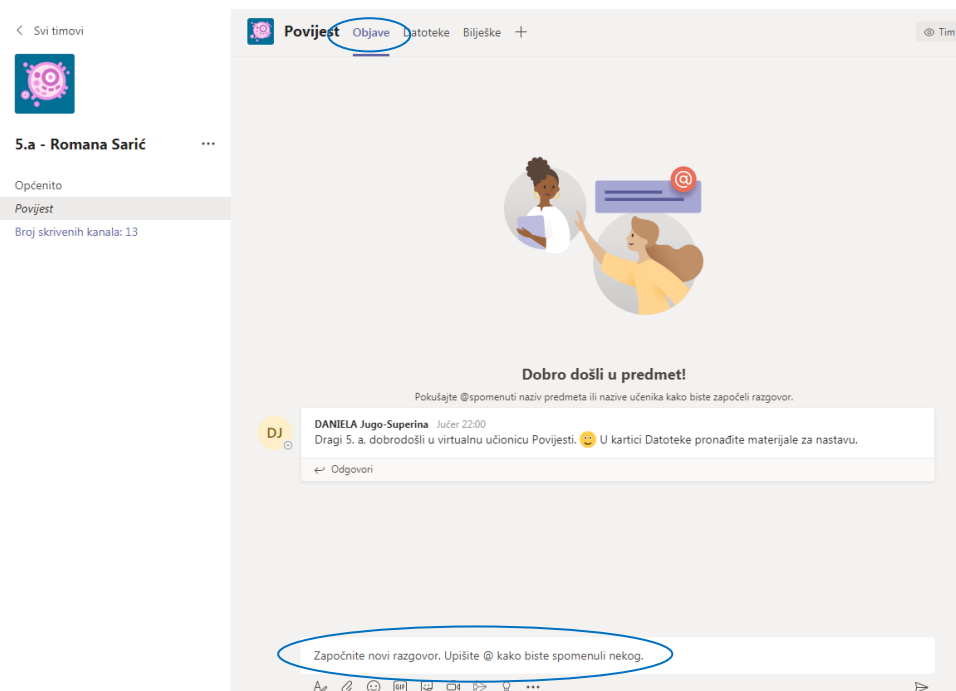 Svi timovi
5.a - Romana Sarić
Općenito
Povijest
Broj skrivenih kanala: 13
Povijest Objave Datoteke Bilješke
Tim
Dobro došli u predmet!
Pokušajte @spomenuti naziv predmeta ili nazive učenika kako biste započeli razgovor.
DJ
DANIELA Jugo-Superina Jučer 22:00
Dragi 5. a, dobrodošli u virtualnu učionicu Povijesti. 🙂 U kartici Datoteke pronađite materijale za nastavu.
Odgovori
Započnite novi razgovor. Upišite @ kako biste spomenuli nekog.
GIF